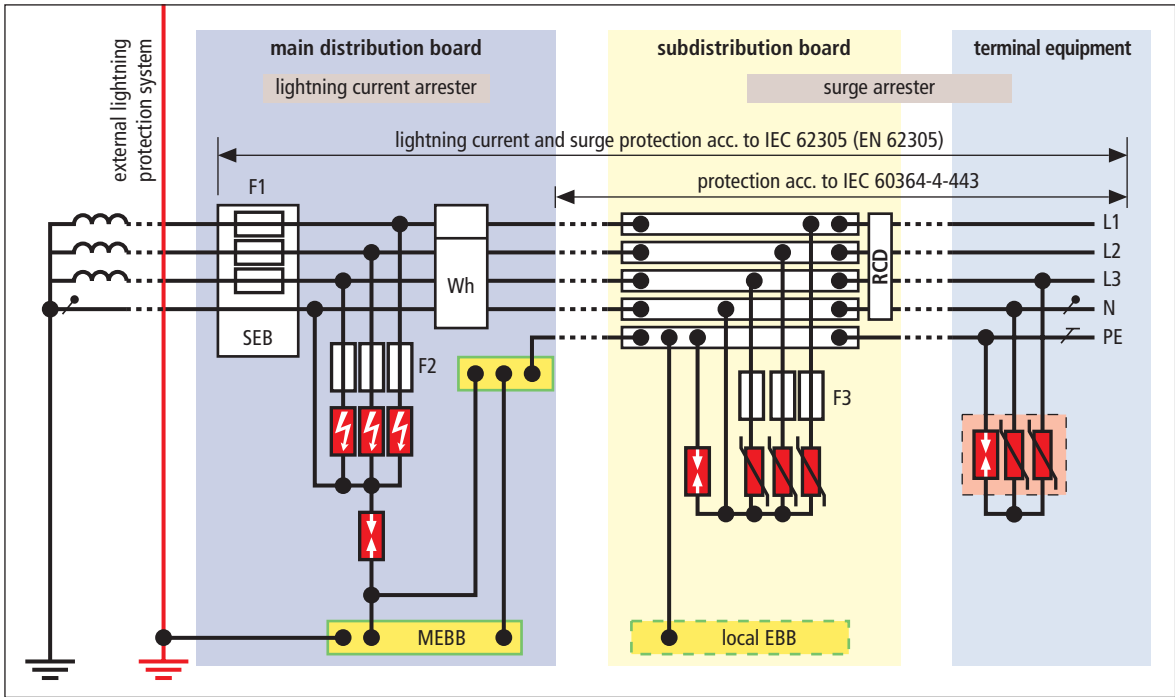 external lightning
protection system
main distribution board
subdistribution board
terminal equipment
lightning current arrester
surge arrester
lightning current and surge protection acc. to IEC 62305 (EN 62305)
protection acc. to IEC 60364-4-443
F1
L1
L2
L3
N
PE
Wh
RCD
SEB
F2
F3
MEBB
local EBB